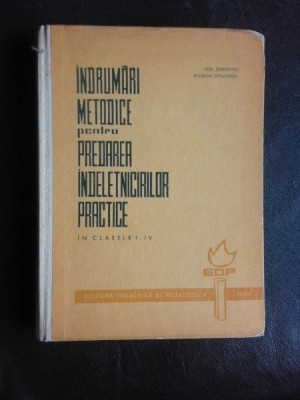 ÎNDRUMĂRI
METODICE
pentru
PREDAREA
ÎNDELETNICIRILOR
PRACTICE
ÎN CLASELE I-IV
EDP
EDITURA DIDACTICĂ ȘI PEDAGOGICĂ